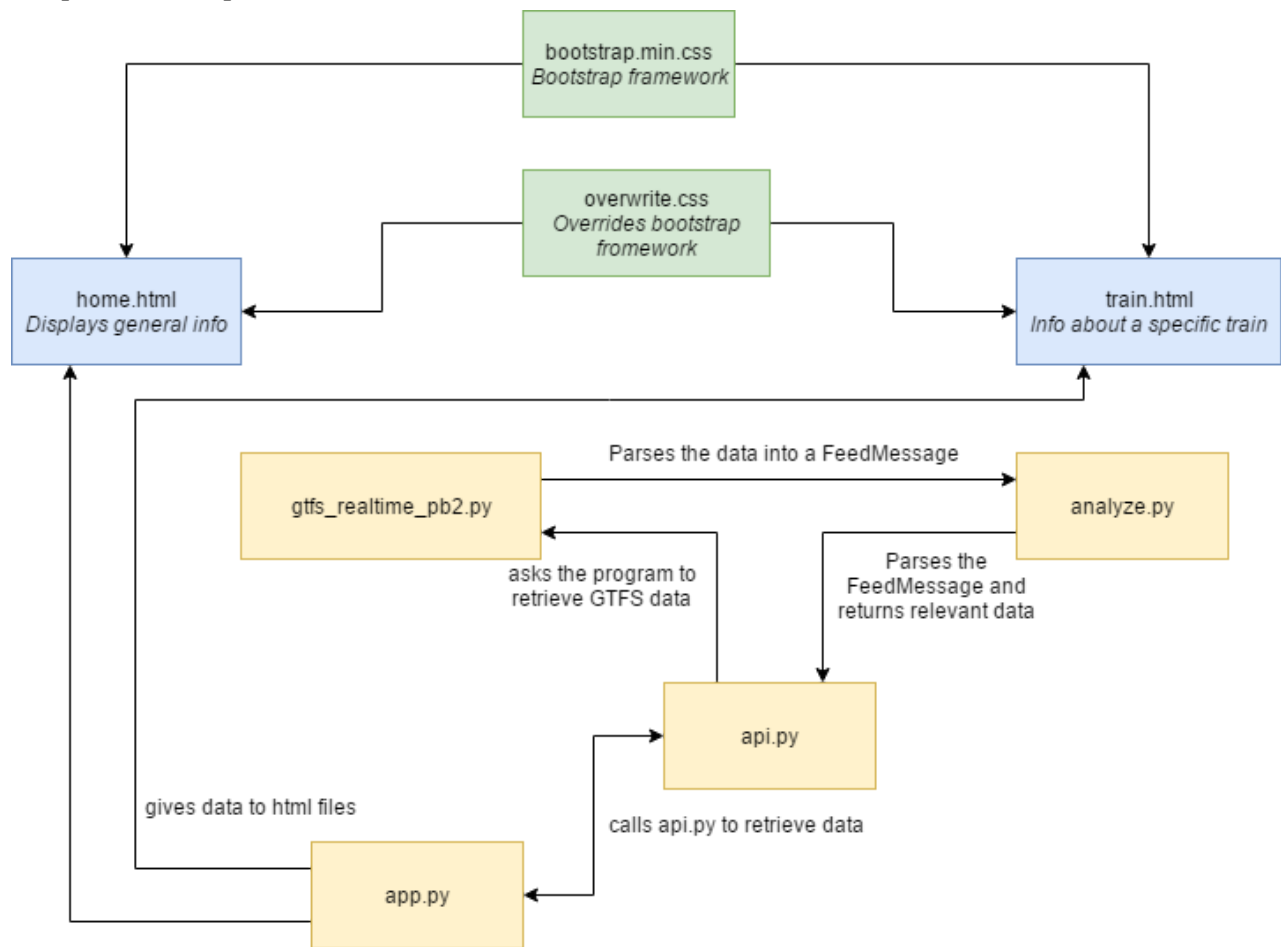 bootstrap.min.css
Bootstrap framework
overwrite.css
Overrides bootstrap
fromework
home.html
Displays general info
train.html
Info about a specific train
Parses the data into a FeedMessage
gtfs_realtime_pb2.py
analyze.py
asks the program to
retrieve GTFS data
Parses the
FeedMessage and
returns relevant data
api.py
gives data to html files
calls api.py to retrieve data
app.py